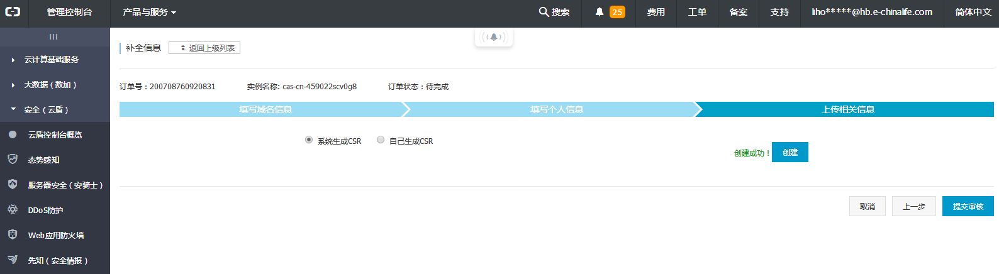 管理控制台 产品与服务 搜索 25 费用 工单 备案 支持 liho*****@hb.e-chinalife.com 简体中文
云计算基础服务
大数据（数加）
安全（云盾）
云盾控制台概览
态势感知
服务器安全（安骑士）
DDoS防护
Web应用防火墙
先知（安全情报）
补全信息 返回上级列表
订单号：200708760920831 实例名称: cas-cn-459022scv0g8 订单状态：待完成
填写域名信息 填写个人信息 上传相关信息
系统生成CSR 自己生成CSR
创建成功！ 创建
取消 上一步 提交审核